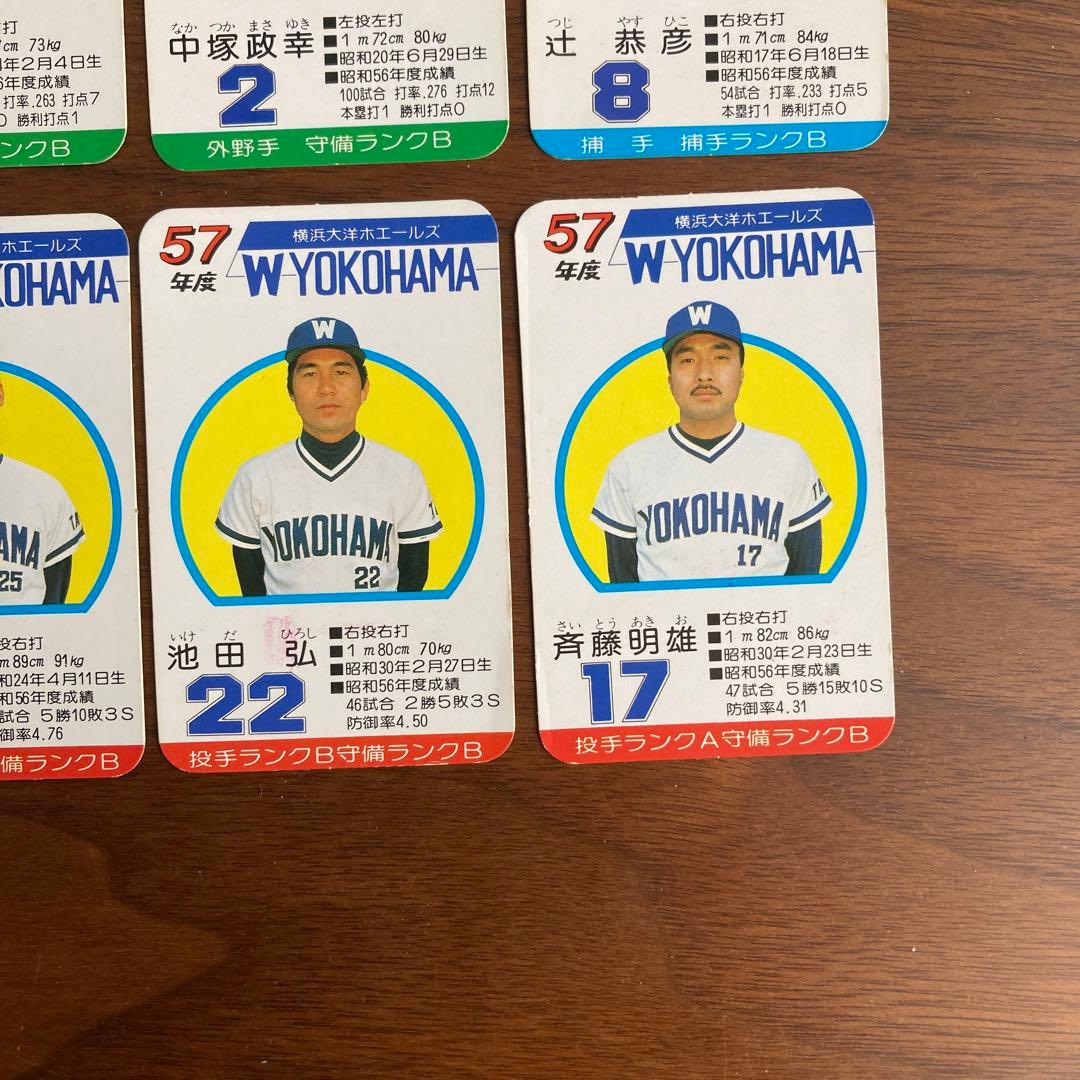 打
cm 73kg
年2月4日生
6年度成績
打率.263 打点7
0 勝利打点1
ンクB
なか つか まさ ゆき
中塚政幸
2
■左投左打
■1m72cm 80kg
■昭和20年6月29日生
■昭和56年度成績
100試合 打率.276 打点12
本塁打1 勝利打点0
外野手 守備ランクB
つじ やす ひこ
辻 恭彦
8
■右投右打
■1m71cm 84kg
■昭和17年6月18日生
■昭和56年度成績
54試合 打率.233 打点5
本塁打1 勝利打点0
捕手 捕手ランクB
ホエールズ
KOHAMA
TA
AMA
25
投右打
m89cm 91kg
和24年4月11日生
和56年度成績
試合 5勝10敗3S
御率4.76
備ランクB
57
年度
横浜大洋ホエールズ
W YOKOHAMA
W
TA
YOKOHAMA
22
いけ だ ひろし
池田 弘
22
■右投右打
■1m80cm 70kg
■昭和30年2月27日生
■昭和56年度成績
46試合 2勝5敗3S
防御率4.50
投手ランクB守備ランクB
57
年度
横浜大洋ホエールズ
W YOKOHAMA
W
TA
YOKOHAMA
17
さい とう あき お
斉藤明雄
17
■右投右打
■1m82cm 86kg
■昭和30年2月23日生
■昭和56年度成績
47試合 5勝15敗10S
防御率4.31
投手ランクA守備ランクB